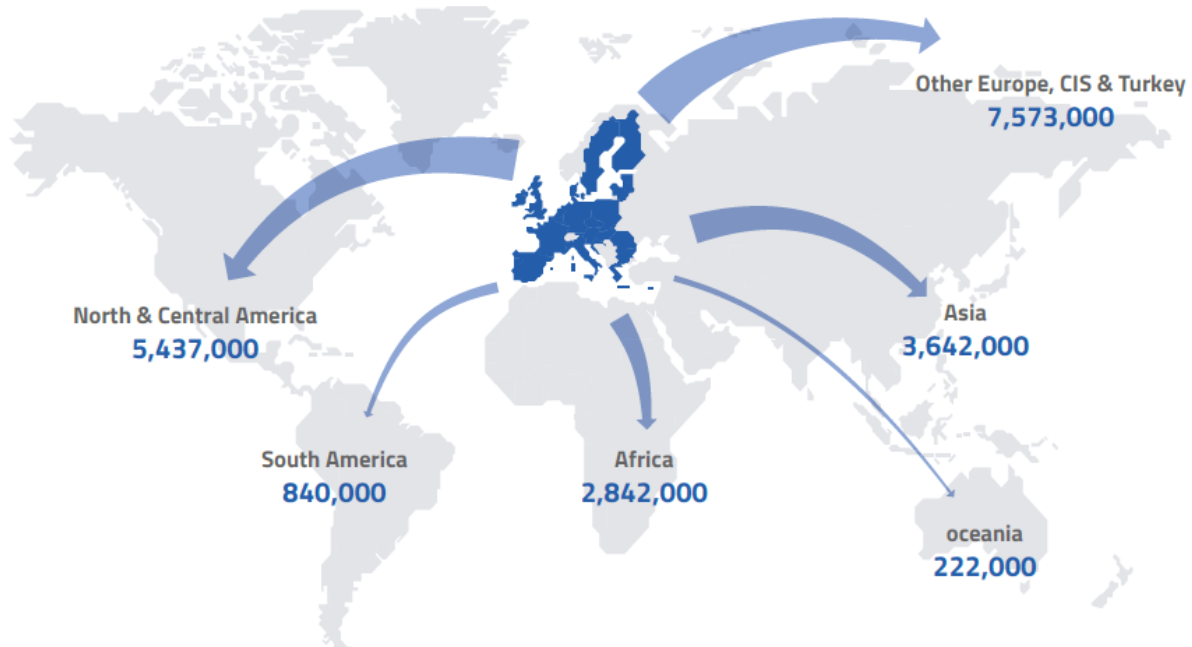 Other Europe, CIS & Turkey
7,573,000
North & Central America
5,437,000
Asia
3,642,000
South America
840,000
Africa
2,842,000
oceania
222,000